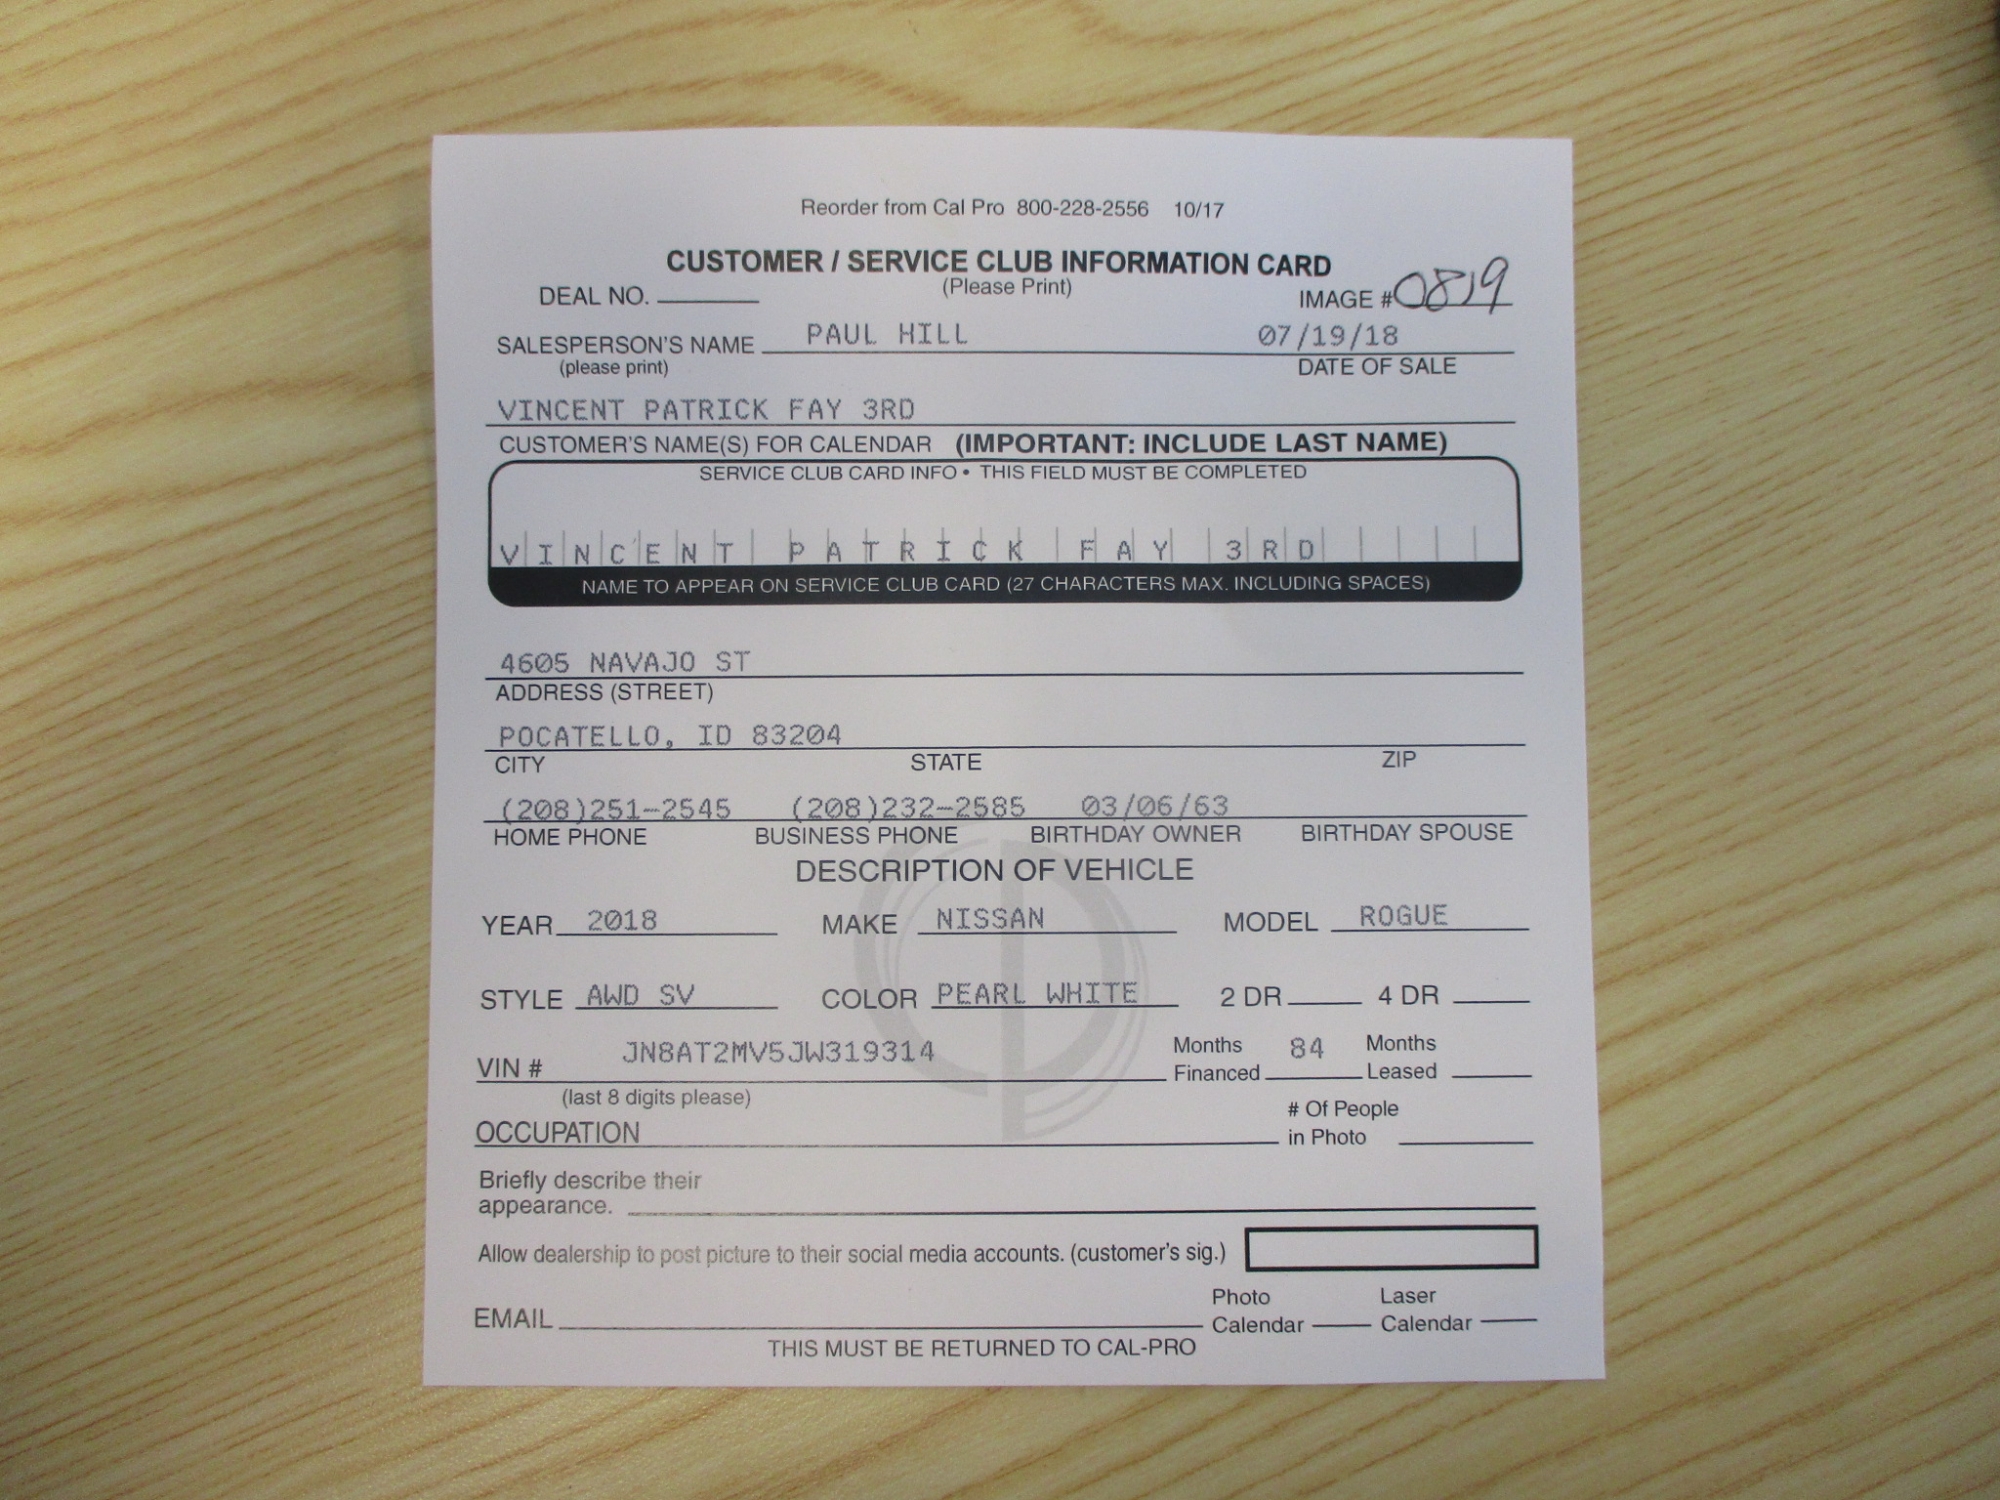 Reorder from Cal Pro 800-228-2556 10/17
CUSTOMER / SERVICE CLUB INFORMATION CARD
(Please Print)
DEAL NO. IMAGE # 0819
SALESPERSON'S NAME PAUL HILL 07/19/18
(please print) DATE OF SALE
VINCENT PATRICK FAY 3RD
CUSTOMER'S NAME(S) FOR CALENDAR (IMPORTANT: INCLUDE LAST NAME)
SERVICE CLUB CARD INFO • THIS FIELD MUST BE COMPLETED
VINCENT PATRICK FAY 3RD
NAME TO APPEAR ON SERVICE CLUB CARD (27 CHARACTERS MAX. INCLUDING SPACES)
4605 NAVAJO ST
ADDRESS (STREET)
POCATELLO, ID 83204
CITY STATE ZIP
(208)251-2545 (208)232-2585 03/06/63
HOME PHONE BUSINESS PHONE BIRTHDAY OWNER BIRTHDAY SPOUSE
DESCRIPTION OF VEHICLE
YEAR 2018 MAKE NISSAN MODEL ROGUE
STYLE AWD SV COLOR PEARL WHITE 2 DR 4 DR
VIN # JN8AT2MV5JW319314 Months Financed 84 Months Leased
(last 8 digits please)
OCCUPATION # Of People in Photo
Briefly describe their
appearance.
Allow dealership to post picture to their social media accounts. (customer's sig.)
EMAIL Photo Calendar Laser Calendar
THIS MUST BE RETURNED TO CAL-PRO